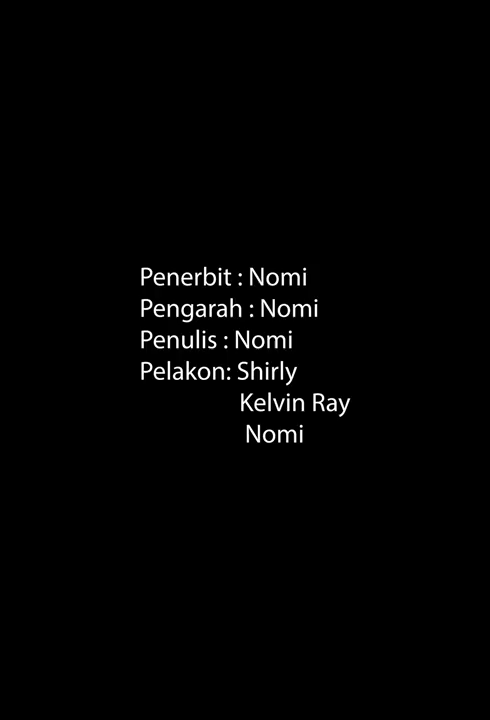 Penerbit : Nomi
Pengarah : Nomi
Penulis : Nomi
Pelakon: Shirly
Kelvin Ray
Nomi